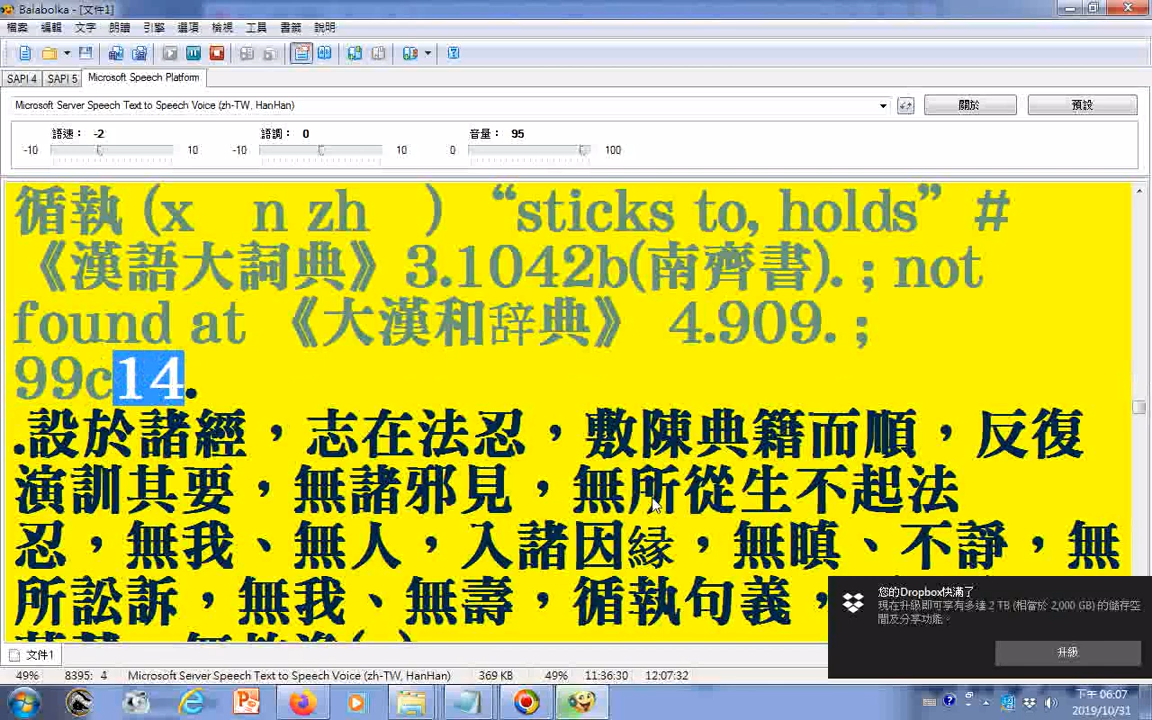 Balabolka - [文件1]
檔案 編輯 文字 朗讀 引擎 選項 檢視 工具 書籤 說明
SAPI 4 SAPI 5 Microsoft Speech Platform
Microsoft Server Speech Text to Speech Voice (zh-TW, HanHan) 關於 預設
語速： -2 語調： 0 音量： 95
-10 10 -10 10 0 100
循執 (x n zh ) “sticks to, holds” #
《漢語大詞典》 3.1042b(南齊書). ; not
found at 《大漢和辞典》 4.909. ;
99c14.
.設於諸經，志在法忍，敷陳典籍而順，反復
演訓其要，無諸邪見，無所從生不起法
忍，無我、無人，入諸因縁，無瞋、不諍，無
所訟訴，無我、無壽，循執句義，
您的Dropbox快滿了
現在升級即可享有多達 2 TB (相當於 2,000 GB) 的儲存空
間及分享功能。
升級
文件1
49% 8395: 4 Microsoft Server Speech Text to Speech Voice (zh-TW, HanHan) 369 KB 49% 11:36:30 12:07:32
下午 06:07
2019/10/31